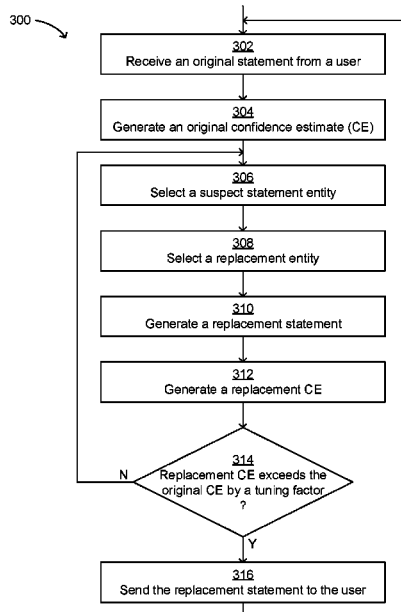 300
302
Receive an original statement from a user
304
Generate an original confidence estimate (CE)
306
Select a suspect statement entity
308
Select a replacement entity
310
Generate a replacement statement
312
Generate a replacement CE
314
Replacement CE exceeds the
original CE by a tuning factor
?
N
Y
316
Send the replacement statement to the user